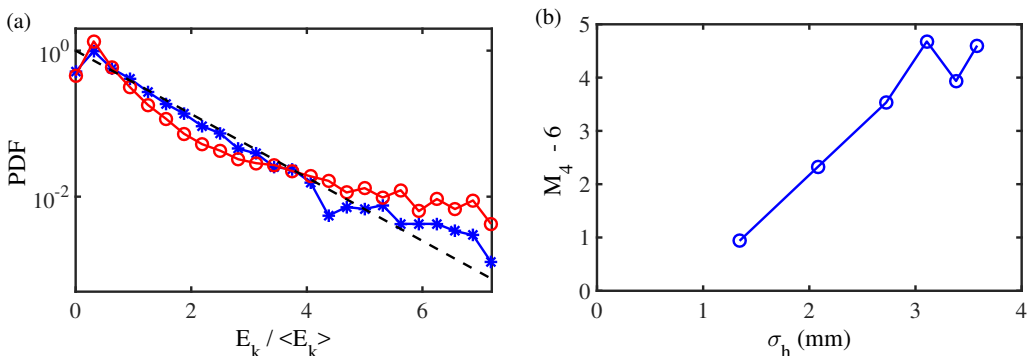 (a)
10^0
10^-2
PDF
0 2 4 6
E_k / <E_k>
(b)
5
4
3
2
1
0
M_4 - 6
0 1 2 3 4
σ_h (mm)